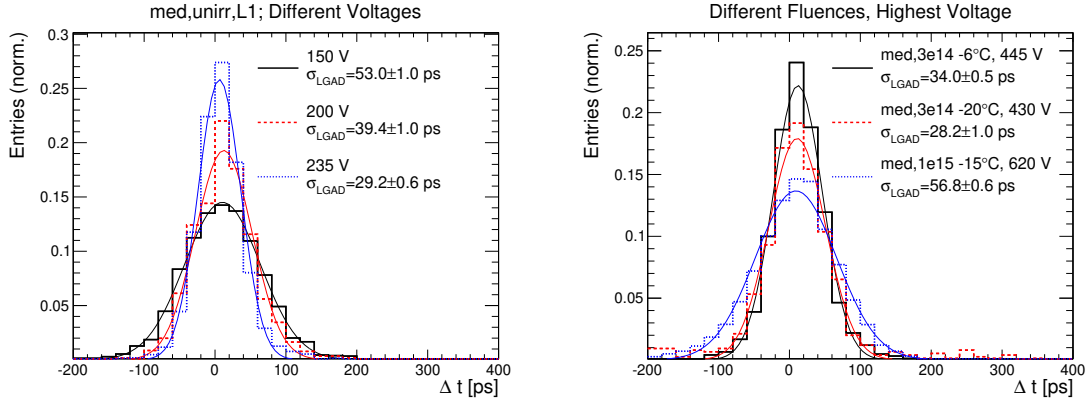 med,unirr,L1; Different Voltages
Entries (norm.)
0.3
0.25
0.2
0.15
0.1
0.05
150 V
σLGAD=53.0±1.0 ps
200 V
σLGAD=39.4±1.0 ps
235 V
σLGAD=29.2±0.6 ps
-200 -100 0 100 200 300 400
Δ t [ps]
Different Fluences, Highest Voltage
Entries (norm.)
0.25
0.2
0.15
0.1
0.05
med,3e14 -6°C, 445 V
σLGAD=34.0±0.5 ps
med,3e14 -20°C, 430 V
σLGAD=28.2±1.0 ps
med,1e15 -15°C, 620 V
σLGAD=56.8±0.6 ps
-200 -100 0 100 200 300 400
Δ t [ps]